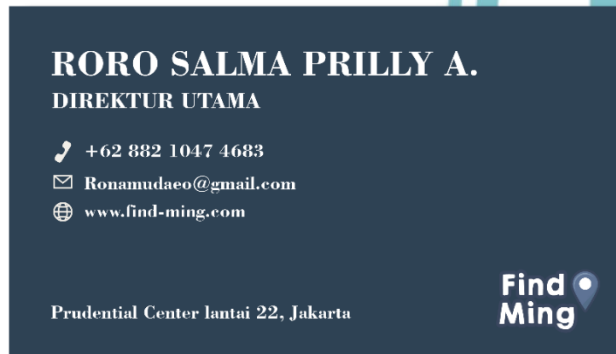 RORO SALMA PRILLY A.
DIREKTUR UTAMA
+62 882 1047 4683
Ronamudaeo@gmail.com
www.find-ming.com
Prudential Center lantai 22, Jakarta
Find
Ming